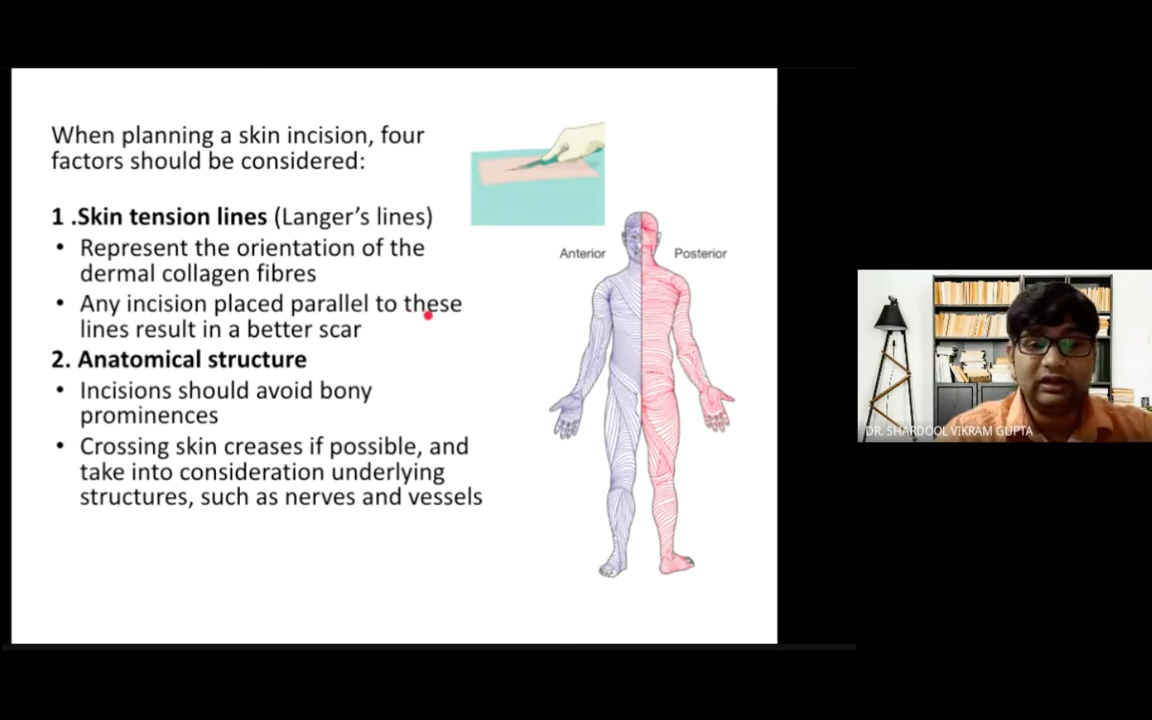 When planning a skin incision, four
factors should be considered:
1 .Skin tension lines (Langer's lines)
• Represent the orientation of the
dermal collagen fibres
• Any incision placed parallel to these
lines result in a better scar
2. Anatomical structure
• Incisions should avoid bony
prominences
• Crossing skin creases if possible, and
take into consideration underlying
structures, such as nerves and vessels
Anterior
Posterior
DR. SHARDOOL VIKRAM GUPTA